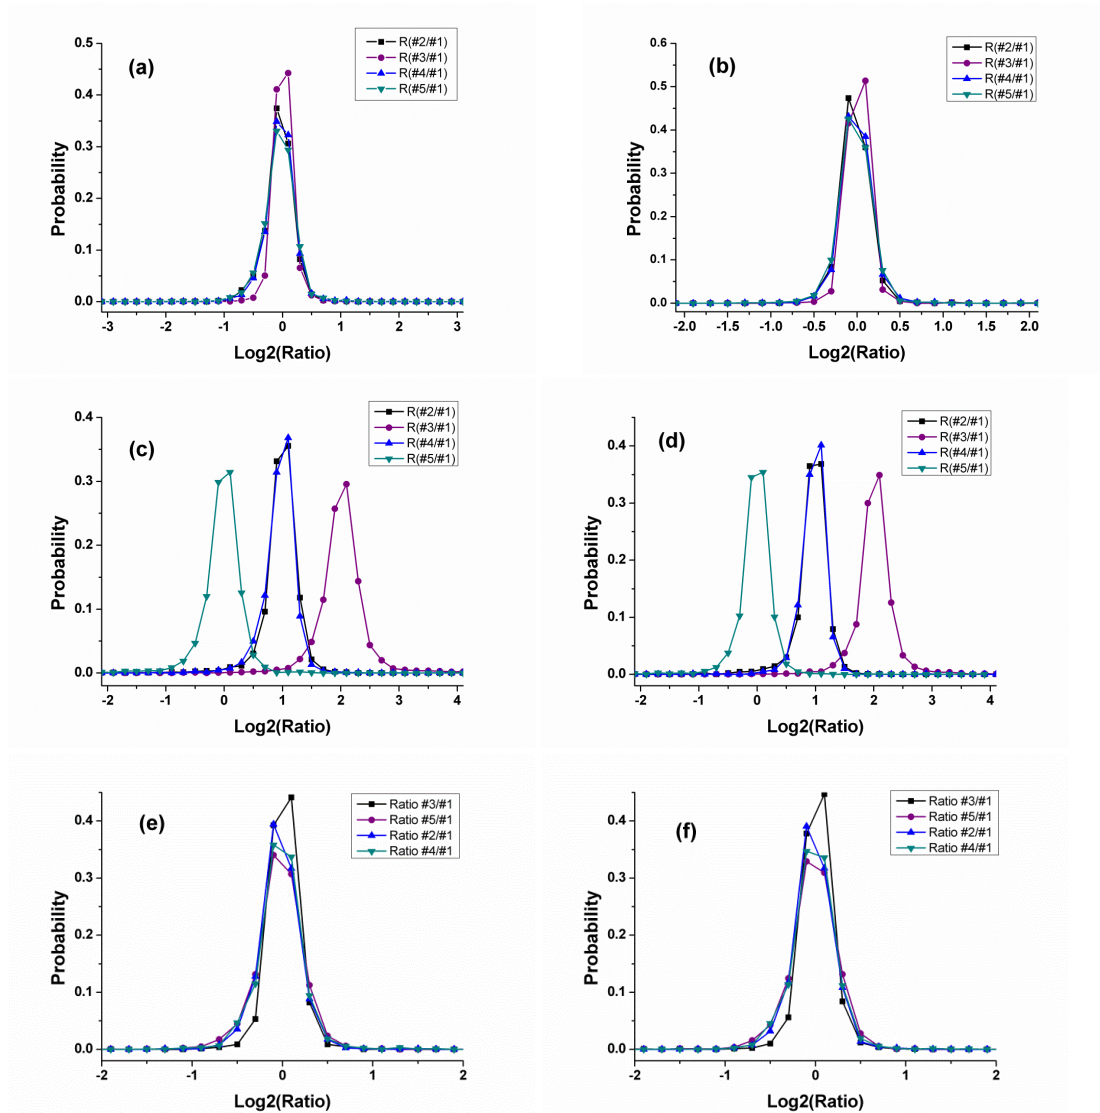 (a)
R(#2/#1)
R(#3/#1)
R(#4/#1)
R(#5/#1)
0.5
0.4
0.3
0.2
0.1
0.0
Probability
-3 -2 -1 0 1 2 3
Log2(Ratio)
(b)
R(#2/#1)
R(#3/#1)
R(#4/#1)
R(#5/#1)
0.6
0.5
0.4
0.3
0.2
0.1
0.0
Probability
-2.0 -1.5 -1.0 -0.5 0.0 0.5 1.0 1.5 2.0
Log2(Ratio)
(c)
R(#2/#1)
R(#3/#1)
R(#4/#1)
R(#5/#1)
0.4
0.3
0.2
0.1
0.0
Probability
-2 -1 0 1 2 3 4
Log2(Ratio)
(d)
R(#2/#1)
R(#3/#1)
R(#4/#1)
R(#5/#1)
0.4
0.3
0.2
0.1
0.0
Probability
-2 -1 0 1 2 3 4
Log2(Ratio)
(e)
Ratio #3/#1
Ratio #5/#1
Ratio #2/#1
Ratio #4/#1
0.4
0.3
0.2
0.1
0.0
Probability
-2 -1 0 1 2
Log2(Ratio)
(f)
Ratio #3/#1
Ratio #5/#1
Ratio #2/#1
Ratio #4/#1
0.4
0.3
0.2
0.1
0.0
Probability
-2 -1 0 1 2
Log2(Ratio)